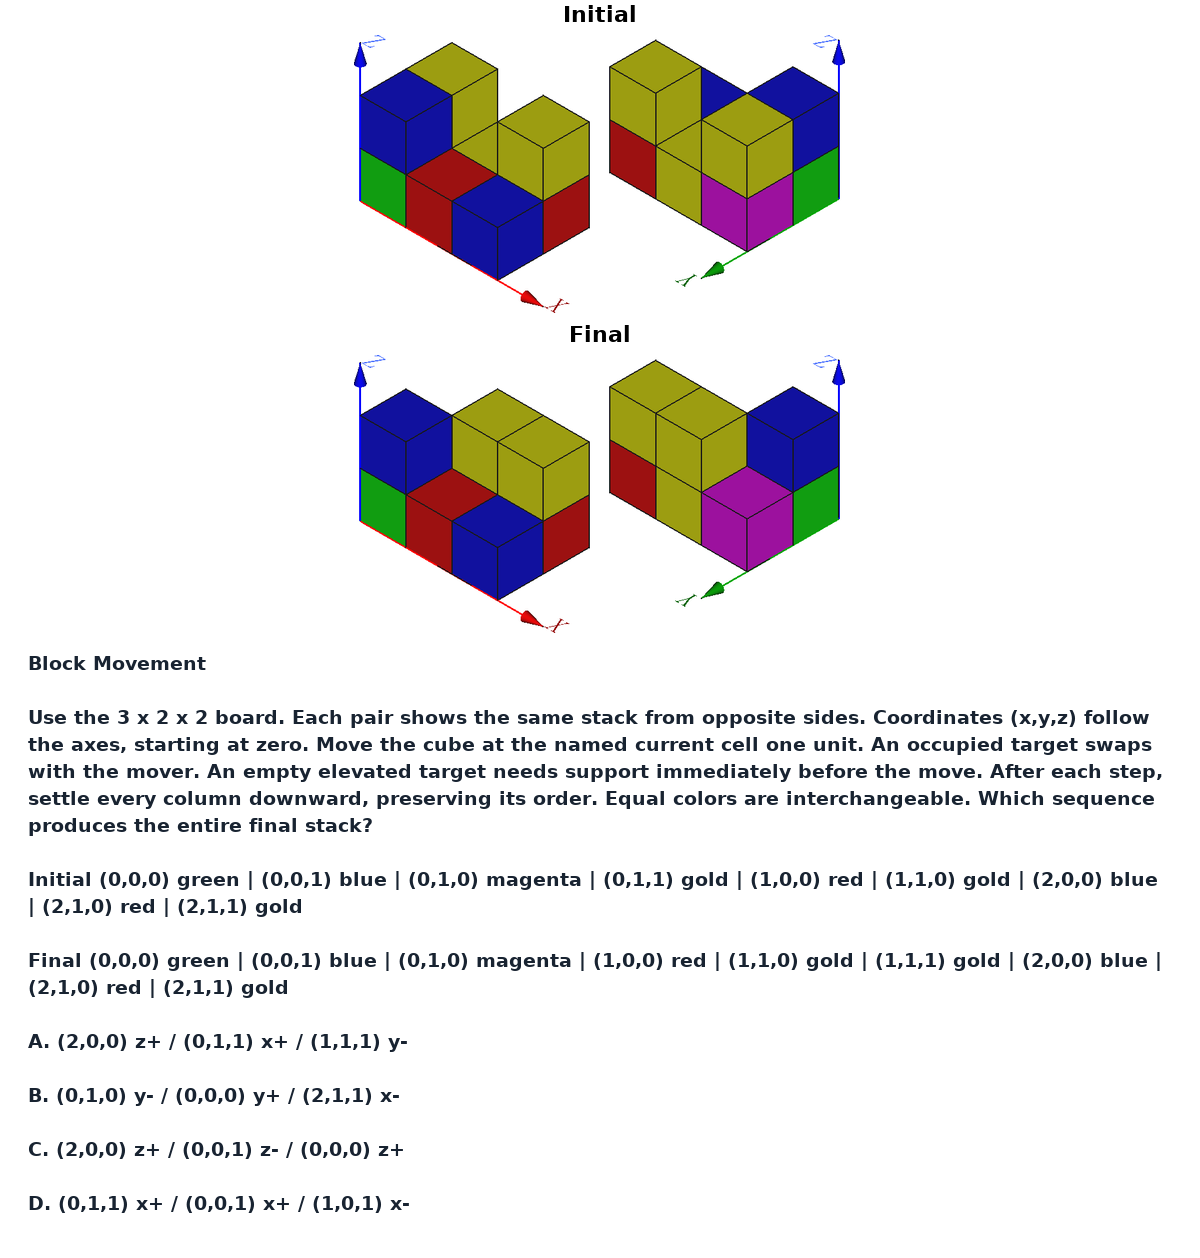 Initial
Z Z
X Y
Final
Z Z
X Y
Block Movement
Use the 3 x 2 x 2 board. Each pair shows the same stack from opposite sides. Coordinates (x,y,z) follow
the axes, starting at zero. Move the cube at the named current cell one unit. An occupied target swaps
with the mover. An empty elevated target needs support immediately before the move. After each step,
settle every column downward, preserving its order. Equal colors are interchangeable. Which sequence
produces the entire final stack?
Initial (0,0,0) green | (0,0,1) blue | (0,1,0) magenta | (0,1,1) gold | (1,0,0) red | (1,1,0) gold | (2,0,0) blue
| (2,1,0) red | (2,1,1) gold
Final (0,0,0) green | (0,0,1) blue | (0,1,0) magenta | (1,0,0) red | (1,1,0) gold | (1,1,1) gold | (2,0,0) blue |
(2,1,0) red | (2,1,1) gold
A. (2,0,0) z+ / (0,1,1) x+ / (1,1,1) y-
B. (0,1,0) y- / (0,0,0) y+ / (2,1,1) x-
C. (2,0,0) z+ / (0,0,1) z- / (0,0,0) z+
D. (0,1,1) x+ / (0,0,1) x+ / (1,0,1) x-